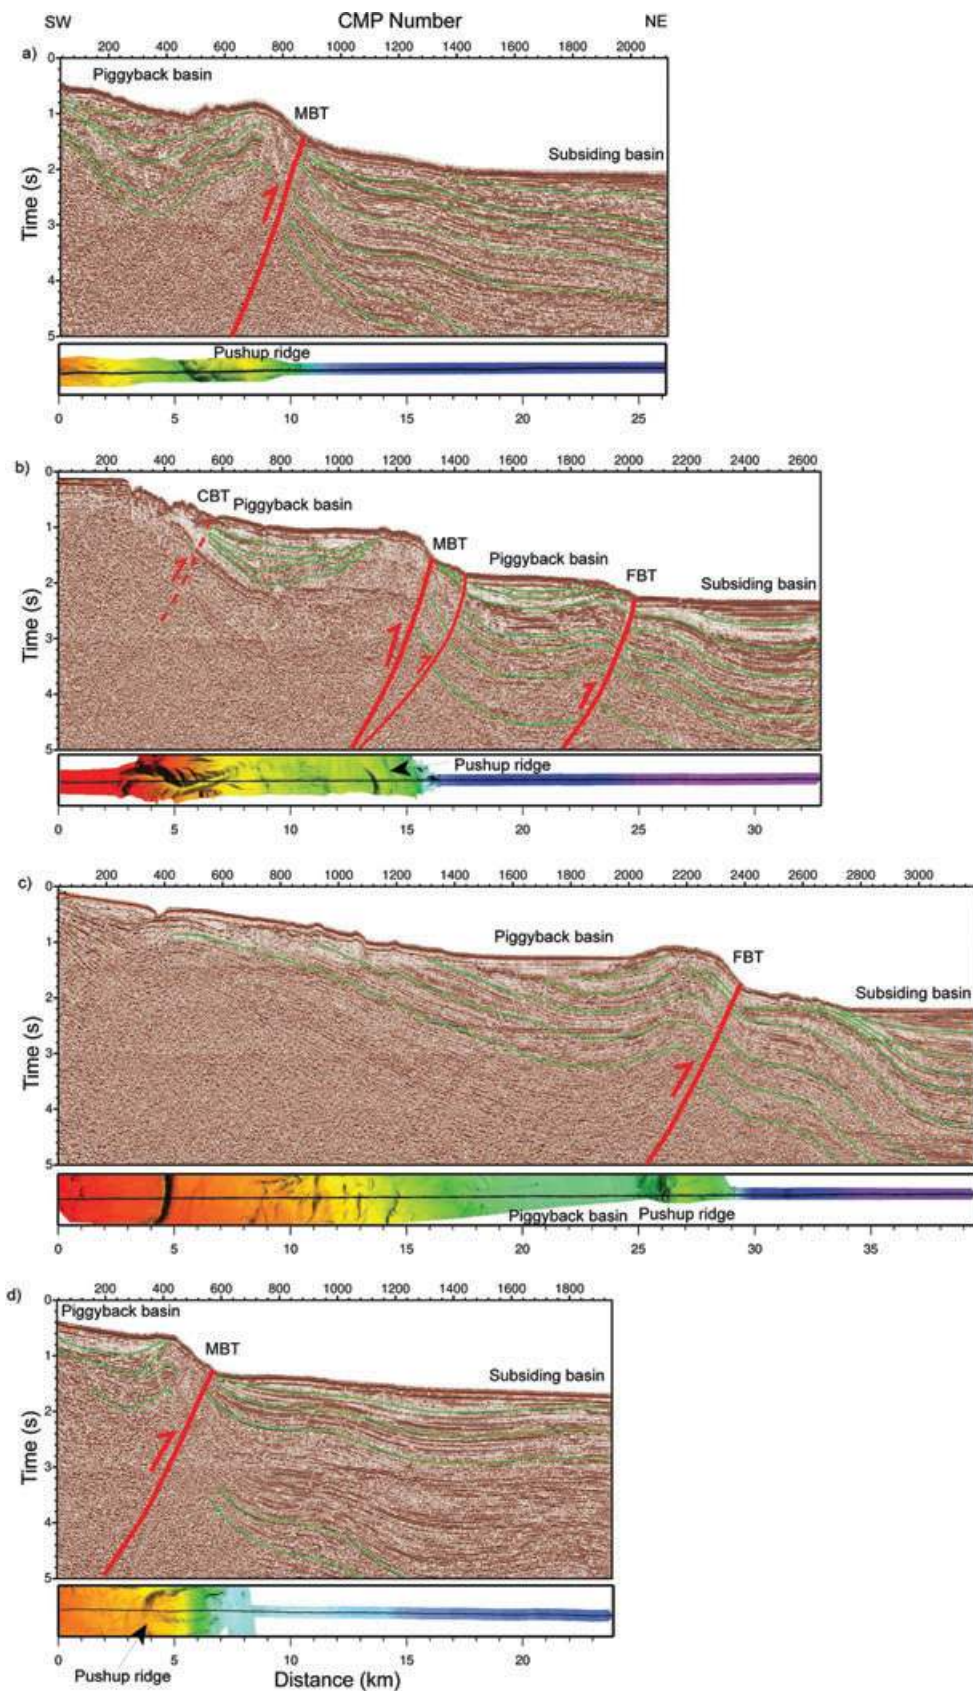 SW CMP Number NE
200 400 600 800 1000 1200 1400 1600 1800 2000
a)
0
Piggyback basin
1
MBT
Subsiding basin
2
Time (s)
3
4
5
Pushup ridge
0 5 10 15 20 25
200 400 600 800 1000 1200 1400 1600 1800 2000 2200 2400 2600
b)
0
CBT
Piggyback basin
1
MBT
Piggyback basin
FBT
Subsiding basin
2
Time (s)
3
4
5
Pushup ridge
0 5 10 15 20 25 30
200 400 600 800 1000 1200 1400 1600 1800 2000 2200 2400 2600 2800 3000
c)
0
Piggyback basin
1
FBT
Subsiding basin
2
Time (s)
3
4
5
Piggyback basin Pushup ridge
0 5 10 15 20 25 30 35
200 400 600 800 1000 1200 1400 1600 1800
d)
0
Piggyback basin
MBT
1
Subsiding basin
2
Time (s)
3
4
5
0 5 10 15 20
Pushup ridge
Distance (km)